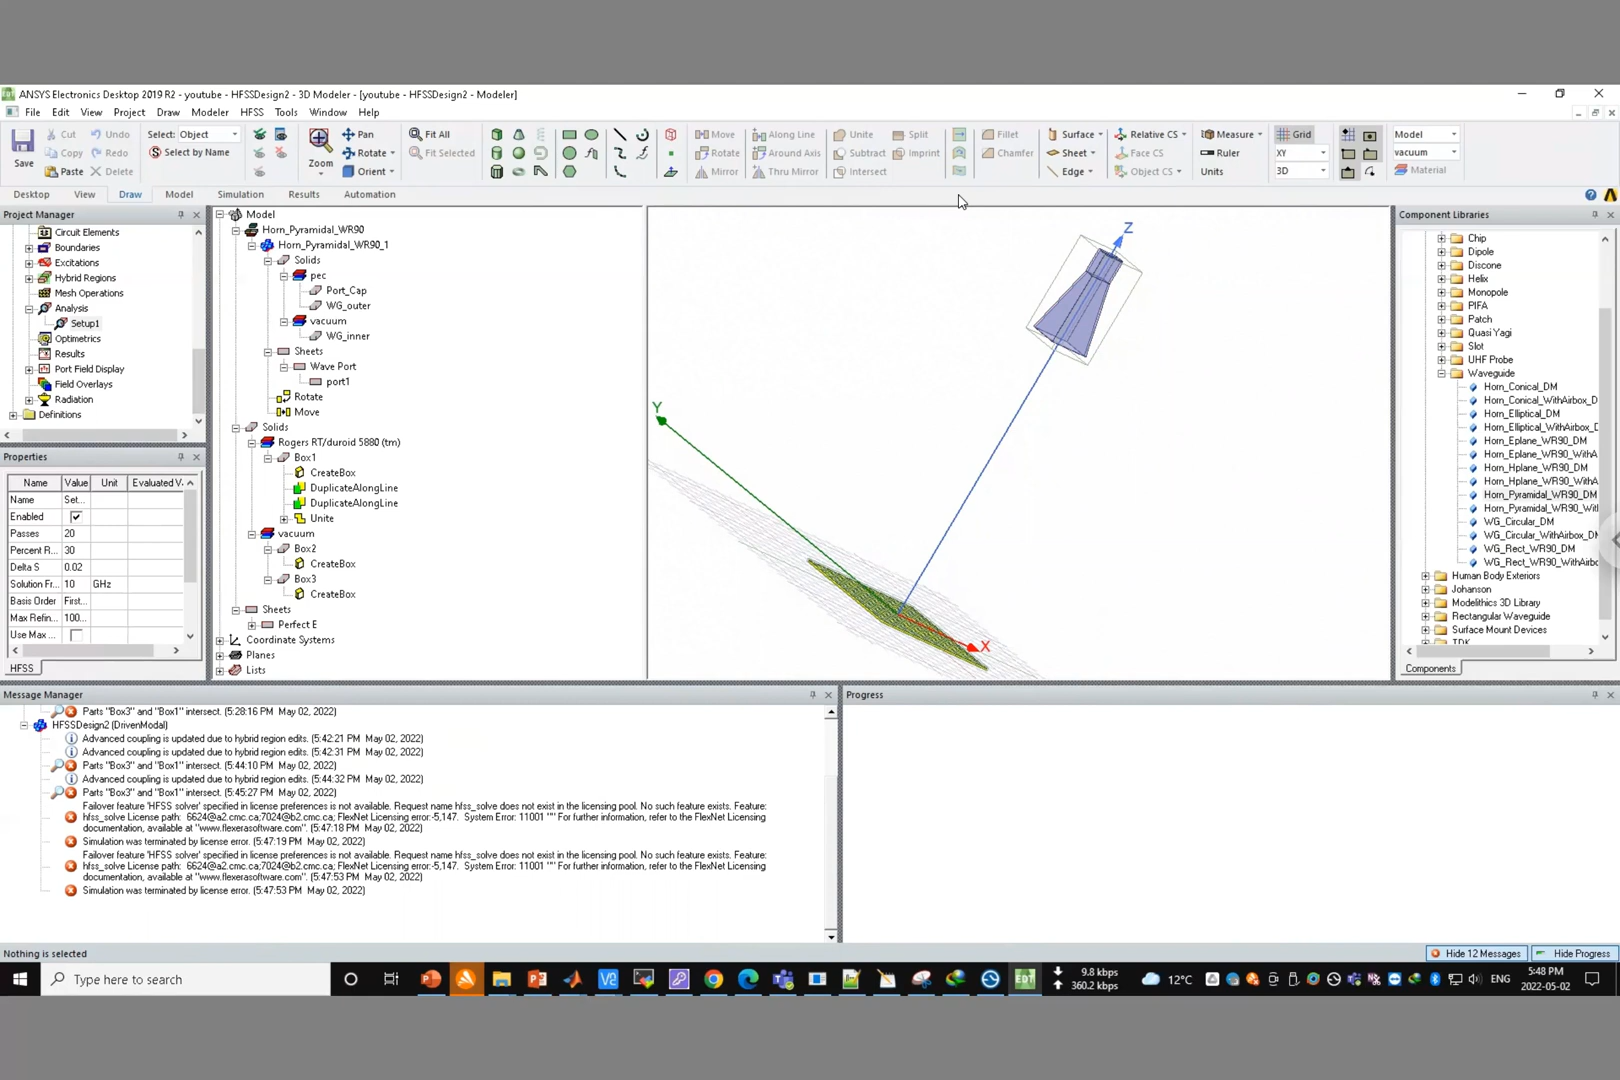 ANSYS Electronics Desktop 2019 R2 - youtube - HFSSDesign2 - 3D Modeler - [youtube - HFSSDesign2 - Modeler]
File Edit View Project Draw Modeler HFSS Tools Window Help
Save
Cut Undo
Copy Redo
Paste
Select: Object
Select by Name
Zoom
Pan
Rotate
Orient
Fit All
Fit Selected
Move Along Line
Rotate Around Axis
Mirror Thru Mirror
Unite Split
Subtract Imprint
Intersect
Fillet
Chamfer
Surface
Sheet
Edge
Relative CS
Face CS
Object CS
Measure
Ruler
Units
Grid
XY
3D
Model
vacuum
Material
Desktop View Draw Model Simulation Results Automation
Project Manager
Circuit Elements
Boundaries
Excitations
Hybrid Regions
Mesh Operations
Analysis
Setup1
Optimetrics
Results
Port Field Display
Field Overlays
Radiation
Definitions
Properties
Name Value Unit Evaluated V
Name Set...
Enabled
Passes 20
Percent R... 30
Delta S 0.02
Solution Fr... 10 GHz
Basis Order First...
Max Refin... 100...
Use Max
HFSS
Model
Horn_Pyramidal_WR90
Horn_Pyramidal_WR90_1
Solids
pec
Port_Cap
WG_outer
vacuum
WG_inner
Sheets
Wave Port
port1
Rotate
Move
Solids
Rogers RT/duroid 5880 (tm)
Box1
CreateBox
DuplicateAlongLine
DuplicateAlongLine
Unite
vacuum
Box2
CreateBox
Box3
CreateBox
Sheets
Perfect E
Coordinate Systems
Planes
Lists
Z
Y
X
Component Libraries
Chip
Dipole
Discone
Helix
Monopole
PIFA
Patch
Quasi Yagi
Slot
UHF Probe
Waveguide
Horn_Conical_DM
Horn_Conical_WithAirbox_D
Horn_Elliptical_DM
Horn_Elliptical_WithAirbox_D
Horn_Eplane_WR90_DM
Horn_Eplane_WR90_WithA
Horn_Hplane_WR90_DM
Horn_Hplane_WR90_WithA
Horn_Pyramidal_WR90_DM
Horn_Pyramidal_WR90_With
WG_Circular_DM
WG_Circular_WithAirbox_DM
WG_Rect_WR90_DM
WG_Rect_WR90_WithAirbo
Human Body Exteriors
Johanson
Modelithics 3D Library
Rectangular Waveguide
Surface Mount Devices
TDK
Components
Message Manager
Parts "Box3" and "Box1" intersect. (5:28:16 PM May 02, 2022)
HFSSDesign2 (DrivenModal)
Advanced coupling is updated due to hybrid region edits. (5:42:21 PM May 02, 2022)
Advanced coupling is updated due to hybrid region edits. (5:42:31 PM May 02, 2022)
Parts "Box3" and "Box1" intersect. (5:44:10 PM May 02, 2022)
Advanced coupling is updated due to hybrid region edits. (5:44:32 PM May 02, 2022)
Parts "Box3" and "Box1" intersect. (5:45:27 PM May 02, 2022)
Failover feature 'HFSS solver' specified in license preferences is not available. Request name hfss_solve does not exist in the licensing pool. No such feature exists. Feature:
hfss_solve License path: 6624@a2.cmc.ca;7024@b2.cmc.ca; FlexNet Licensing error:-5,147. System Error: 11001 "" For further information, refer to the FlexNet Licensing
documentation, available at "www.flexerasoftware.com". (5:47:18 PM May 02, 2022)
Simulation was terminated by license error. (5:47:19 PM May 02, 2022)
Failover feature 'HFSS solver' specified in license preferences is not available. Request name hfss_solve does not exist in the licensing pool. No such feature exists. Feature:
hfss_solve License path: 6624@a2.cmc.ca;7024@b2.cmc.ca; FlexNet Licensing error:-5,147. System Error: 11001 "" For further information, refer to the FlexNet Licensing
documentation, available at "www.flexerasoftware.com". (5:47:53 PM May 02, 2022)
Simulation was terminated by license error. (5:47:53 PM May 02, 2022)
Progress
Nothing is selected
Hide 12 Messages
Hide Progress
Type here to search
EDT
9.8 kbps
360.2 kbps
12°C
ENG
5:48 PM
2022-05-02